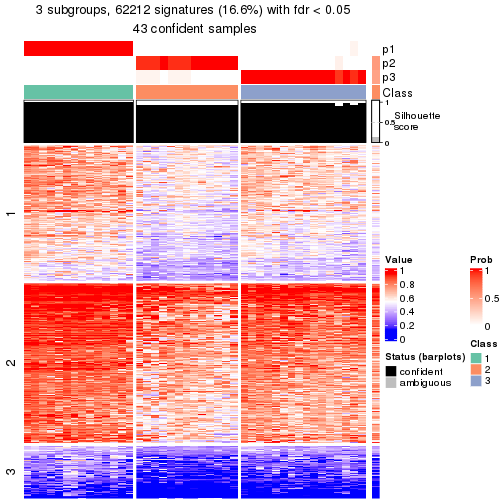 3 subgroups, 62212 signatures (16.6%) with fdr < 0.05
43 confident samples
p1
p2
p3
Class
1
0.5
0
Silhouette
score
1
2
3
Value
1
0.8
0.6
0.4
0.2
0
Prob
1
0.5
0
Status (barplots)
confident
ambiguous
Class
1
2
3